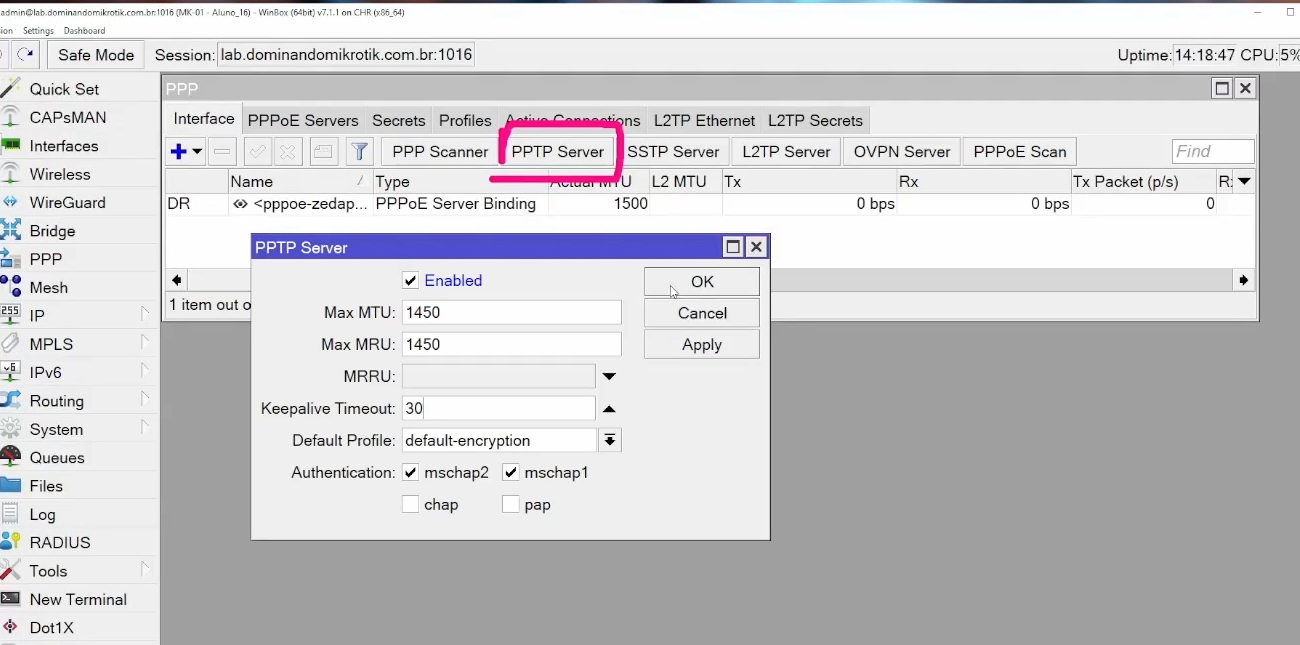 admin@lab.dominandomikrotik.com.br:1016 (MK-01 - Aluno_16) - WinBox (64bit) v7.1.1 on CHR (x86_64)
Settings Dashboard
Safe Mode Session: lab.dominandomikrotik.com.br:1016 Uptime: 14:18:47 CPU: 5%
Quick Set
CAPsMAN
Interfaces
Wireless
WireGuard
Bridge
PPP
Mesh
IP
MPLS
IPv6
Routing
System
Queues
Files
Log
RADIUS
Tools
New Terminal
Dot1X
PPP
Interface PPPoE Servers Secrets Profiles Active Connections L2TP Ethernet L2TP Secrets
PPP Scanner PPTP Server SSTP Server L2TP Server OVPN Server PPPoE Scan Find
Name Type Actual MTU L2 MTU Tx Rx Tx Packet (p/s)
DR <pppoe-zedap... PPPoE Server Binding 1500 0 bps 0 bps 0
1 item out o
PPTP Server
Enabled
Max MTU: 1450
Max MRU: 1450
MRRU:
Keepalive Timeout: 30
Default Profile: default-encryption
Authentication: mschap2 mschap1
chap pap
OK
Cancel
Apply